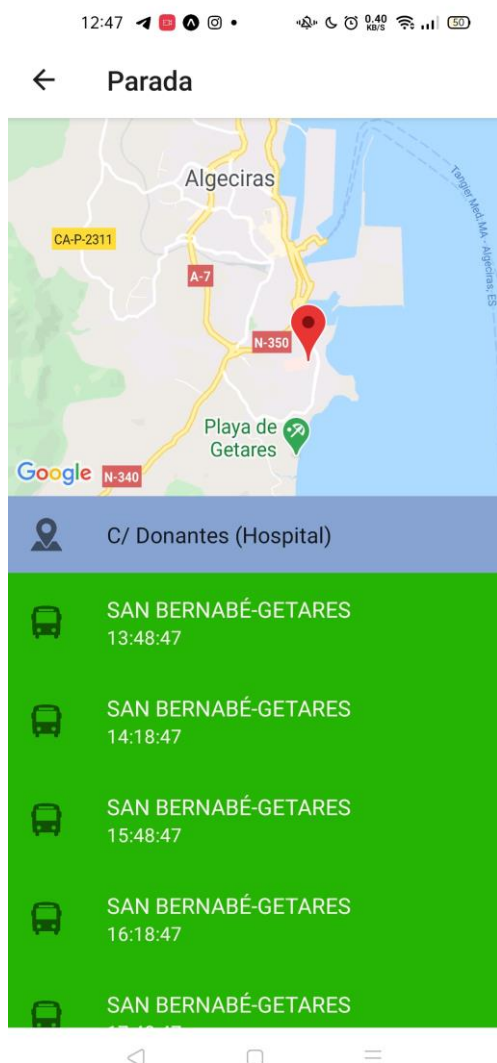 12:47
0.40
KB/S
50
Parada
Algeciras
CA-P-2311
A-7
Tangier Med, MA - Algeciras, ES
N-350
Playa de
Getares
Google
N-340
C/ Donantes (Hospital)
SAN BERNABÉ-GETARES
13:48:47
SAN BERNABÉ-GETARES
14:18:47
SAN BERNABÉ-GETARES
15:48:47
SAN BERNABÉ-GETARES
16:18:47
SAN BERNABÉ-GETARES